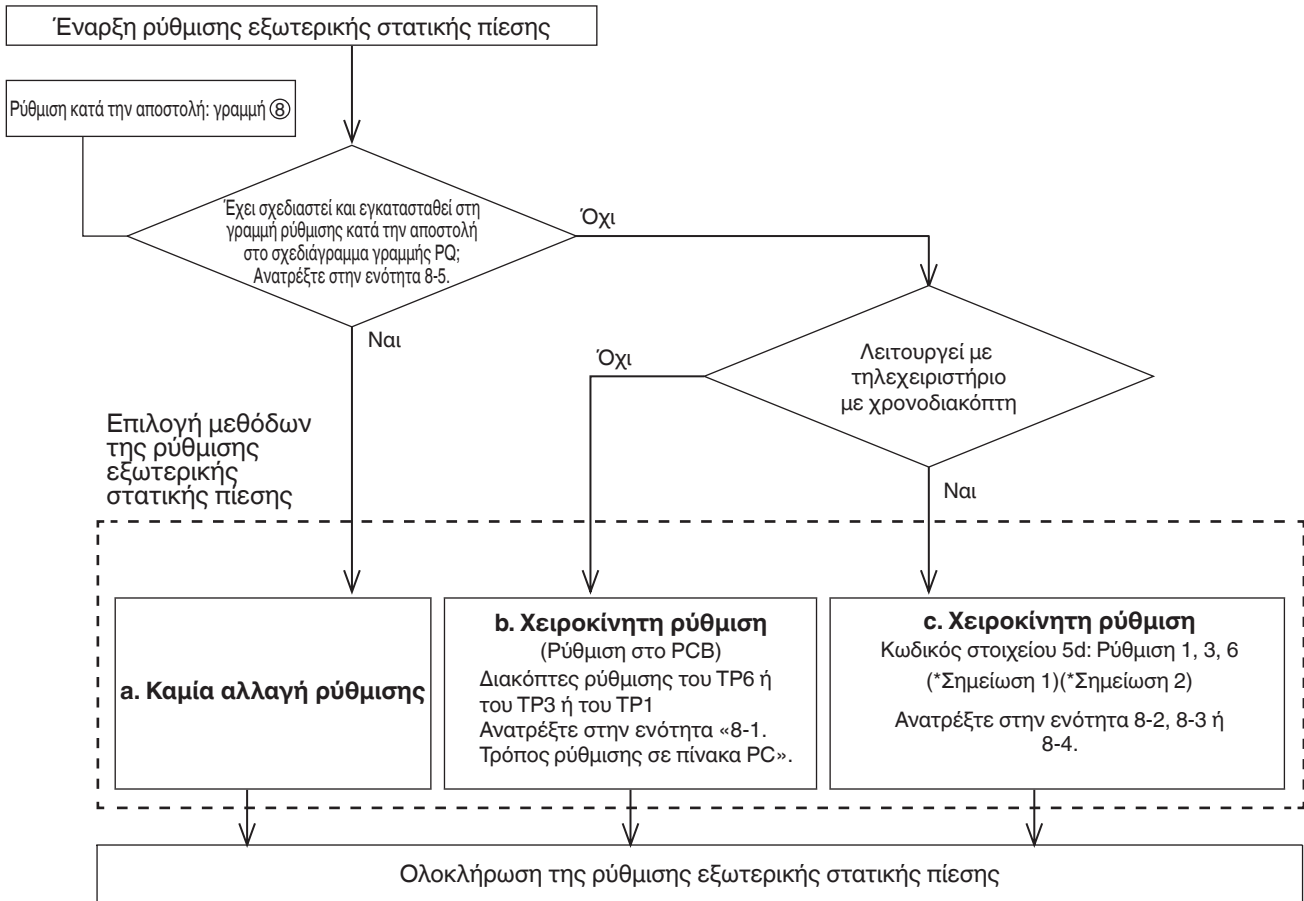 Έναρξη ρύθμισης εξωτερικής στατικής πίεσης
Ρύθμιση κατά την αποστολή: γραμμή ⑧
Έχει σχεδιαστεί και εγκατασταθεί στη
γραμμή ρύθμισης κατά την αποστολή
στο σχεδιάγραμμα γραμμής PQ;
Ανατρέξτε στην ενότητα 8-5.
Όχι
Ναι
Λειτουργεί με
τηλεχειριστήριο
με χρονοδιακόπτη
Όχι
Ναι
Επιλογή μεθόδων
της ρύθμισης
εξωτερικής
στατικής πίεσης
a. Καμία αλλαγή ρύθμισης
b. Χειροκίνητη ρύθμιση
(Ρύθμιση στο PCB)
Διακόπτες ρύθμισης του TP6 ή
του TP3 ή του TP1
Ανατρέξτε στην ενότητα «8-1.
Τρόπος ρύθμισης σε πίνακα PC».
c. Χειροκίνητη ρύθμιση
Κωδικός στοιχείου 5d: Ρύθμιση 1, 3, 6
(*Σημείωση 1)(*Σημείωση 2)
Ανατρέξτε στην ενότητα 8-2, 8-3 ή
8-4.
Ολοκλήρωση της ρύθμισης εξωτερικής στατικής πίεσης